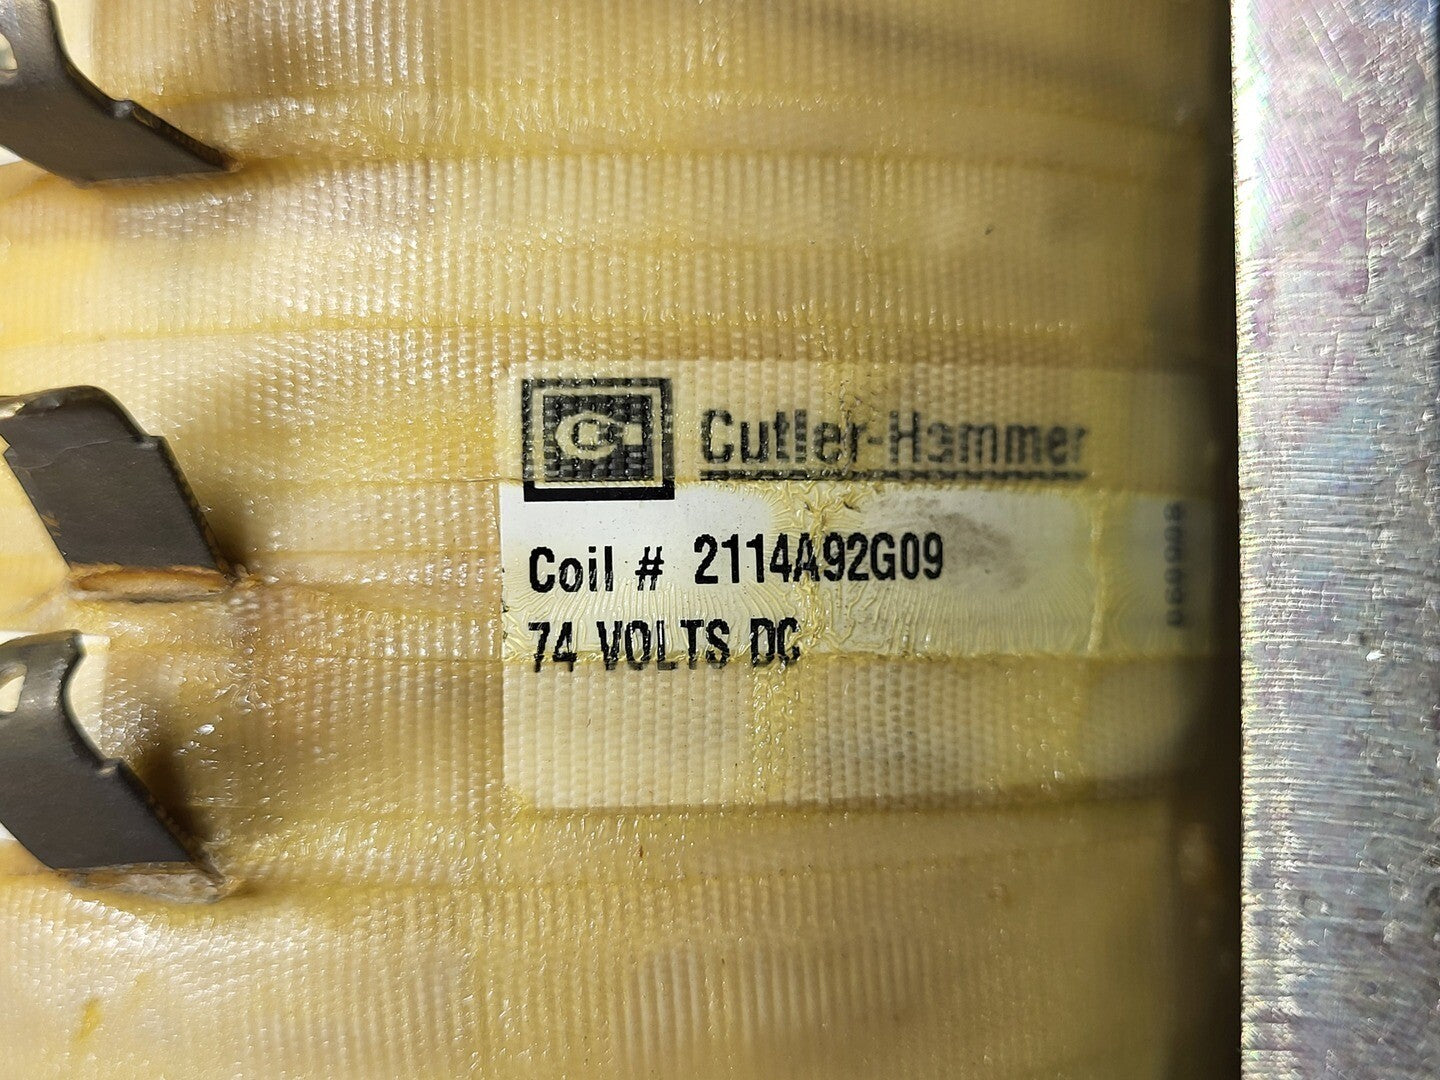 Cutler-Hammer
Coil # 2114A92G09
74 VOLTS DC